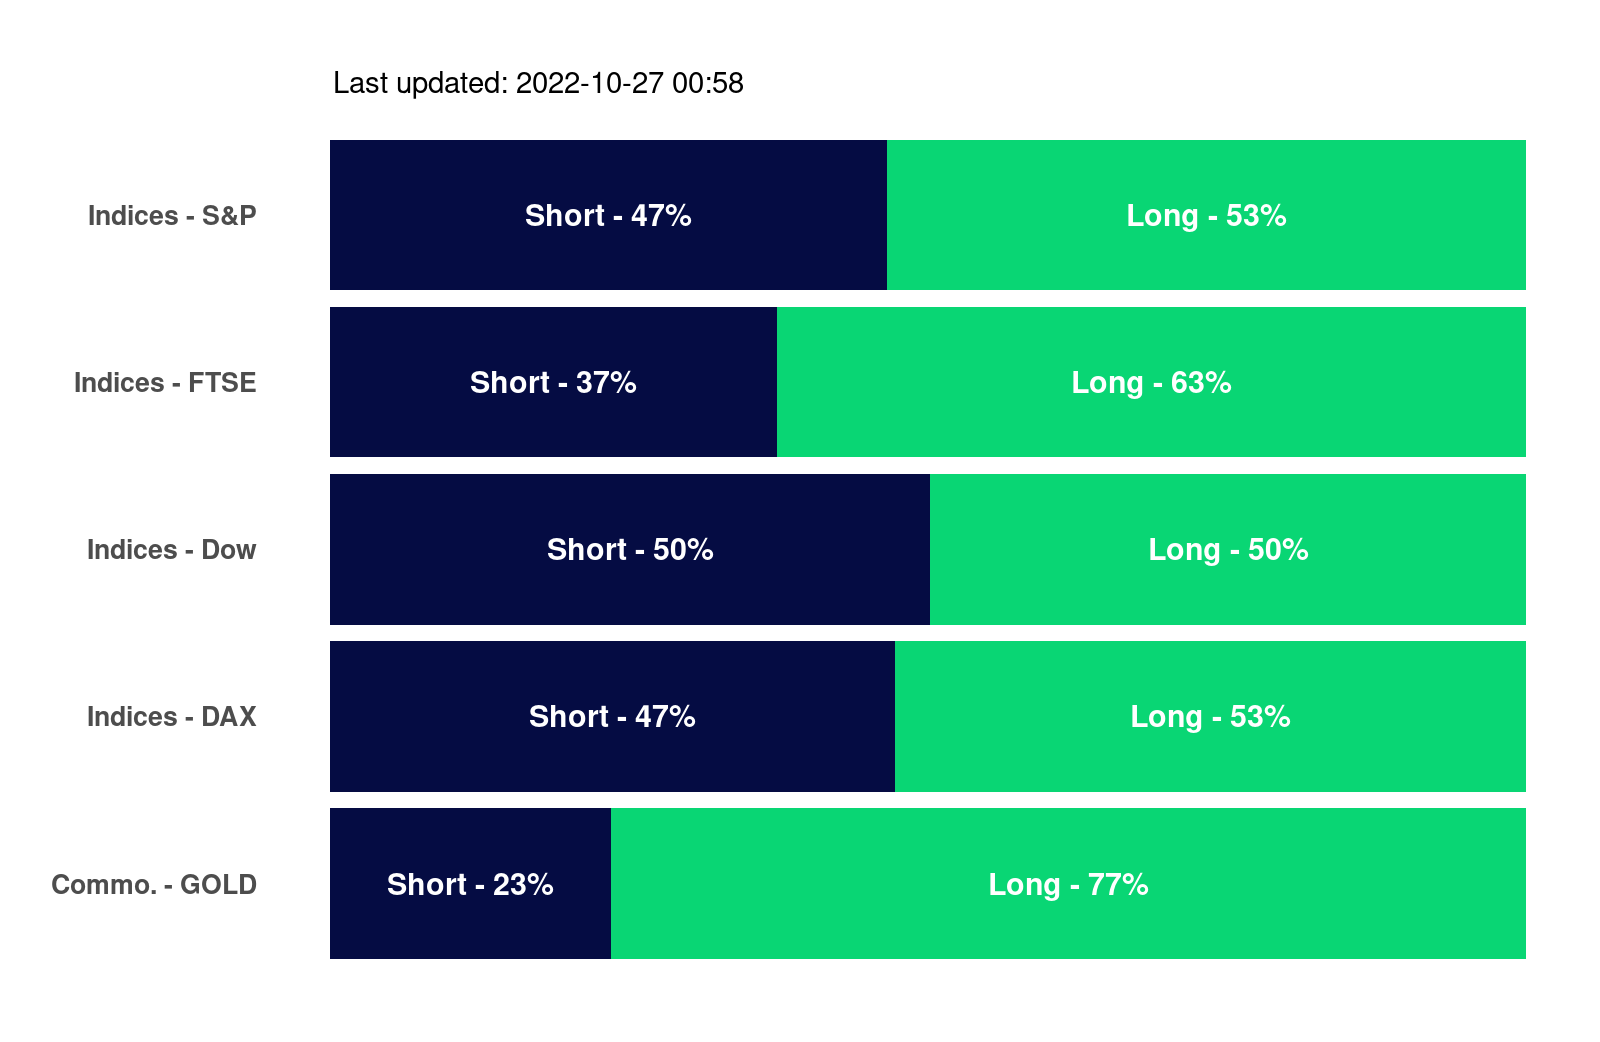 Last updated: 2022-10-27 00:58
Indices - S&P Short - 47% Long - 53%
Indices - FTSE Short - 37% Long - 63%
Indices - Dow Short - 50% Long - 50%
Indices - DAX Short - 47% Long - 53%
Commo. - GOLD Short - 23% Long - 77%